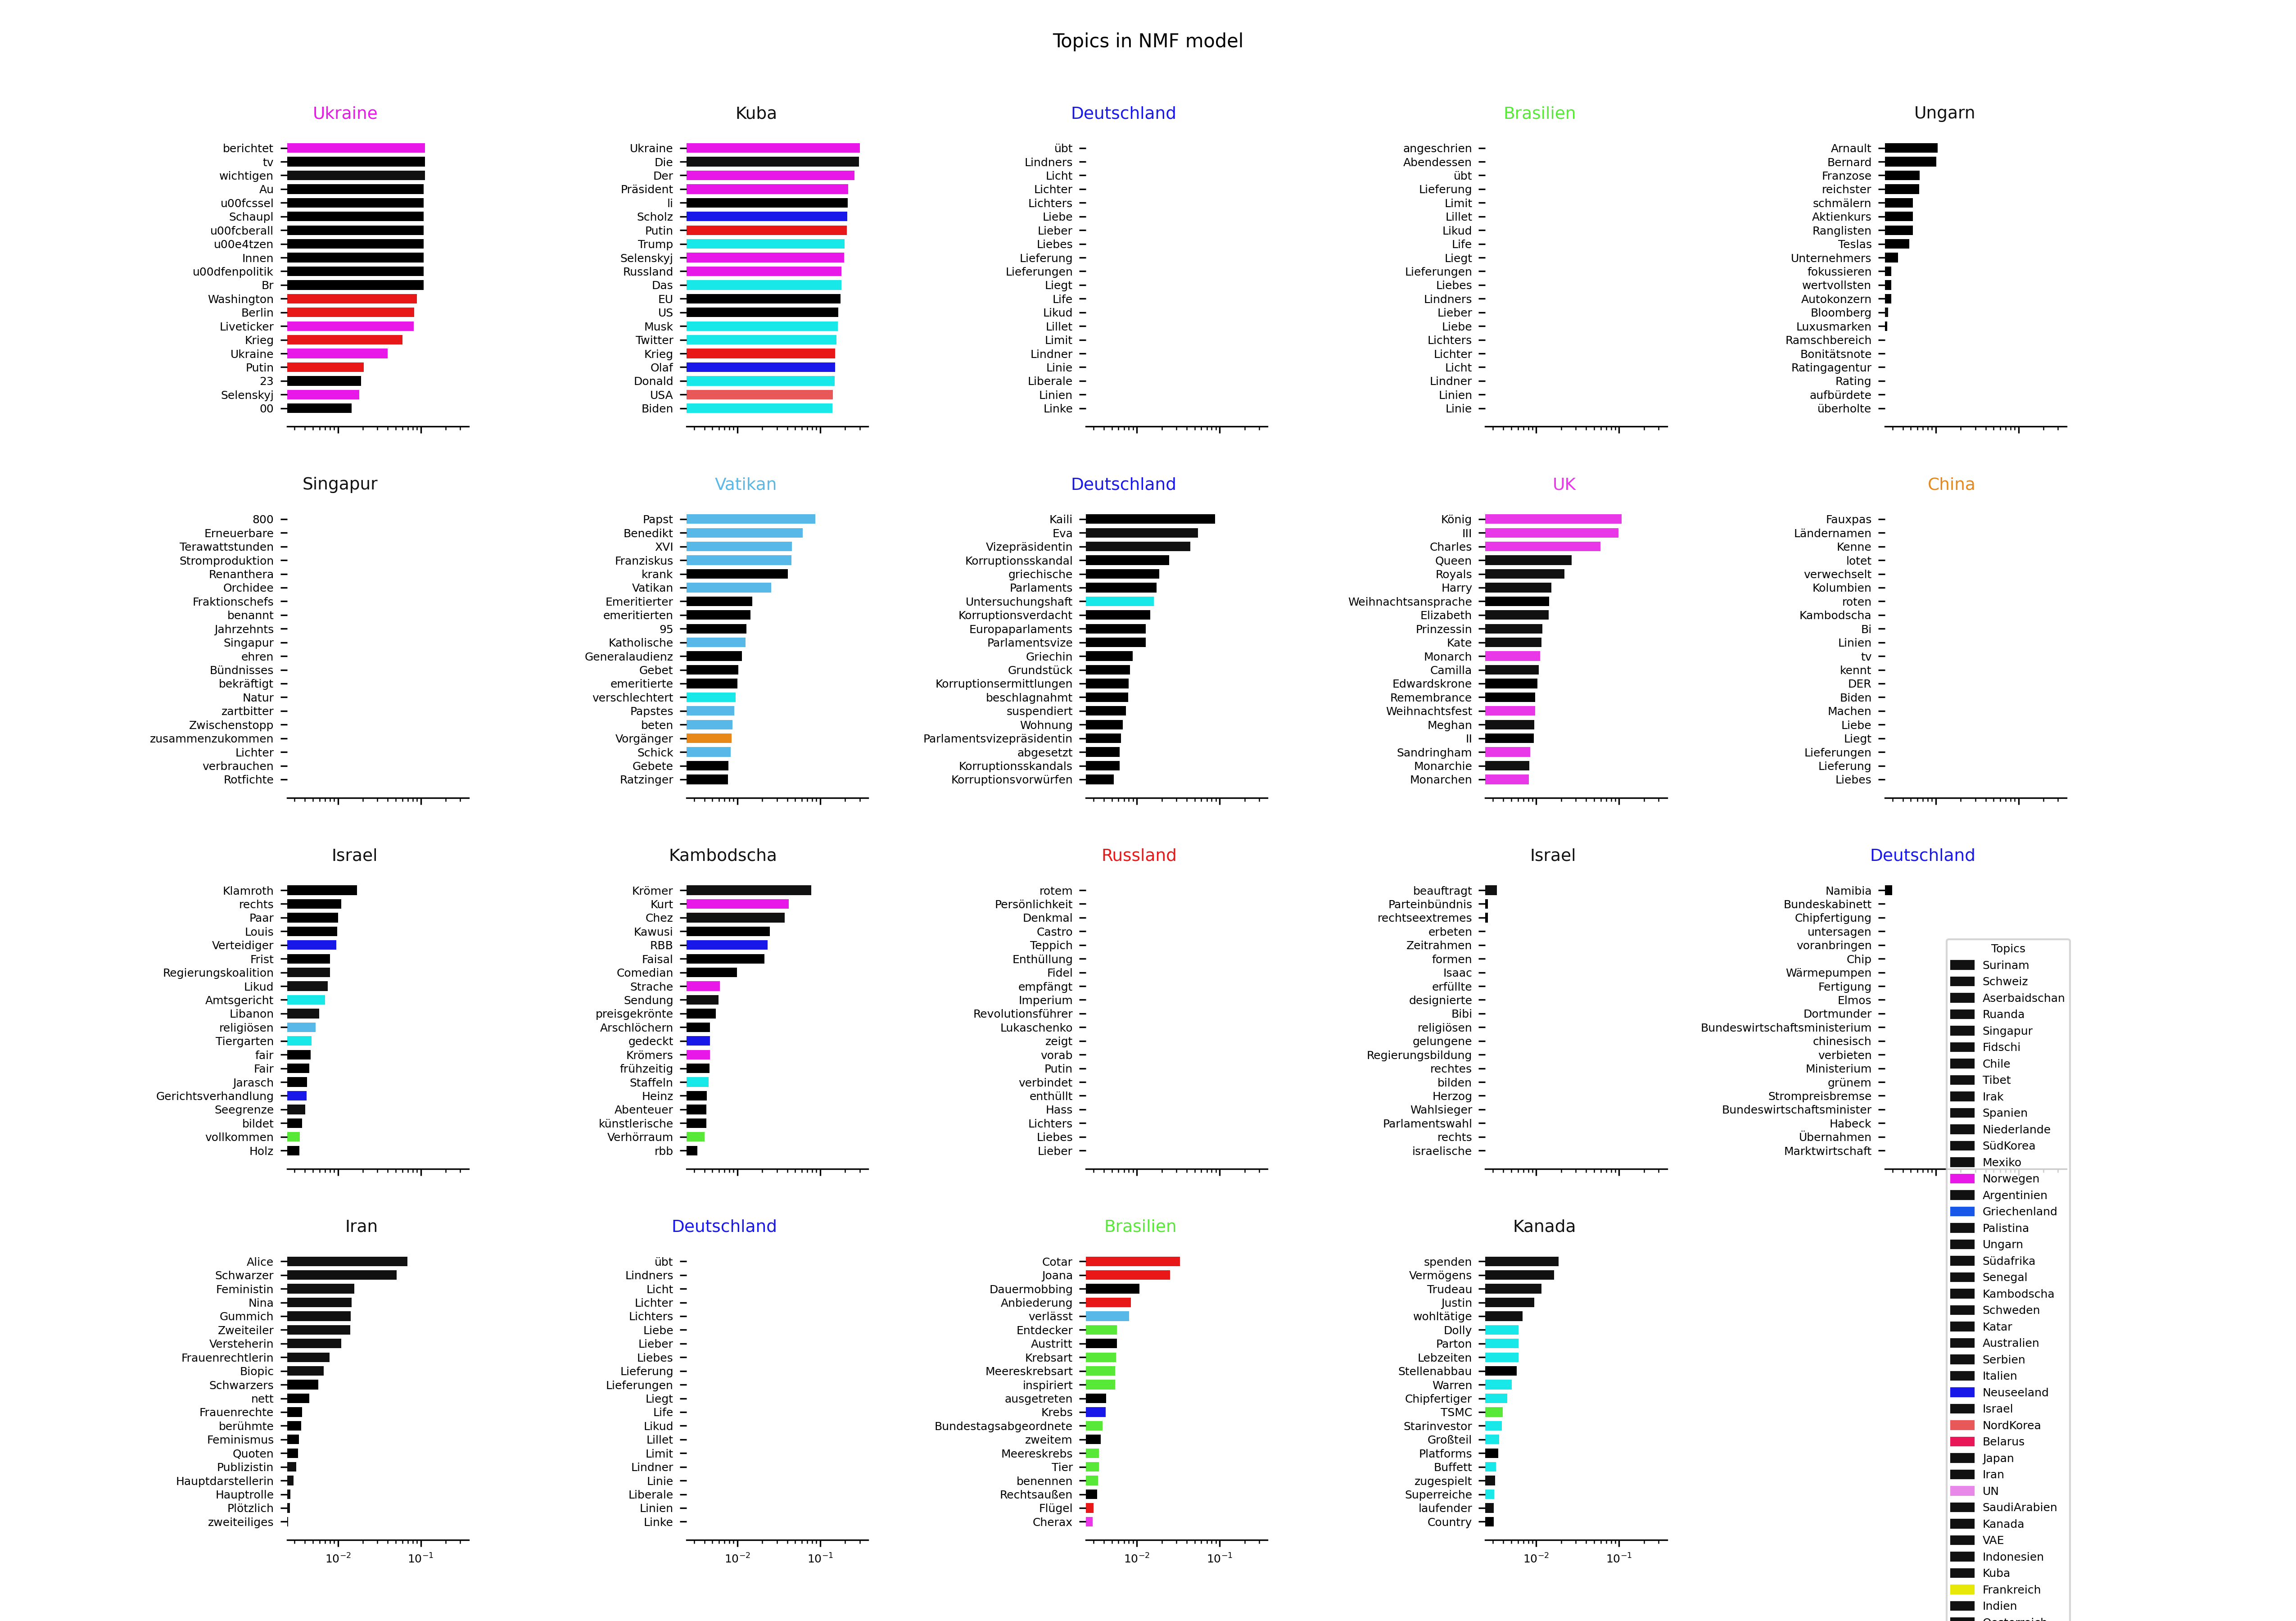 Topics in NMF model
Ukraine
berichtet
tv
wichtigen
Au
u00fcssel
Schaupl
u00fcberall
u00e4tzen
Innen
u00dfenpolitik
Br
Washington
Berlin
Liveticker
Krieg
Ukraine
Putin
23
Selenskyj
00
Kuba
Ukraine
Die
Der
Präsident
li
Scholz
Putin
Trump
Selenskyj
Russland
Das
EU
US
Musk
Twitter
Krieg
Olaf
Donald
USA
Biden
Deutschland
übt
Lindners
Licht
Lichter
Lichters
Liebe
Lieber
Liebes
Lieferung
Lieferungen
Liegt
Life
Likud
Lillet
Limit
Lindner
Linie
Liberale
Linien
Linke
Brasilien
angeschrien
Abendessen
übt
Lieferung
Limit
Lillet
Likud
Life
Liegt
Lieferungen
Liebes
Lindners
Lieber
Liebe
Lichters
Lichter
Licht
Lindner
Linien
Linie
Ungarn
Arnault
Bernard
Franzose
reichster
schmälern
Aktienkurs
Ranglisten
Teslas
Unternehmers
fokussieren
wertvollsten
Autokonzern
Bloomberg
Luxusmarken
Ramschbereich
Bonitätsnote
Ratingagentur
Rating
aufbürdete
überholte
Singapur
800
Erneuerbare
Terawattstunden
Stromproduktion
Renanthera
Orchidee
Fraktionschefs
benannt
Jahrzehnts
Singapur
ehren
Bündnisses
bekräftigt
Natur
zartbitter
Zwischenstopp
zusammenzukommen
Lichter
verbrauchen
Rotfichte
Vatikan
Papst
Benedikt
XVI
Franziskus
krank
Vatikan
Emeritierter
emeritierten
95
Katholische
Generalaudienz
Gebet
emeritierte
verschlechtert
Papstes
beten
Vorgänger
Schick
Gebete
Ratzinger
Deutschland
Kaili
Eva
Vizepräsidentin
Korruptionsskandal
griechische
Parlaments
Untersuchungshaft
Korruptionsverdacht
Europaparlaments
Parlamentsvize
Griechin
Grundstück
Korruptionsermittlungen
beschlagnahmt
suspendiert
Wohnung
Parlamentsvizepräsidentin
abgesetzt
Korruptionsskandals
Korruptionsvorwürfen
UK
König
III
Charles
Queen
Royals
Harry
Weihnachtsansprache
Elizabeth
Prinzessin
Kate
Monarch
Camilla
Edwardskrone
Remembrance
Weihnachtsfest
Meghan
II
Sandringham
Monarchie
Monarchen
China
Fauxpas
Ländernamen
Kenne
lotet
verwechselt
Kolumbien
roten
Kambodscha
Bi
Linien
tv
kennt
DER
Biden
Machen
Liebe
Liegt
Lieferungen
Lieferung
Liebes
Israel
Klamroth
rechts
Paar
Louis
Verteidiger
Frist
Regierungskoalition
Likud
Amtsgericht
Libanon
religiösen
Tiergarten
fair
Fair
Jarasch
Gerichtsverhandlung
Seegrenze
bildet
vollkommen
Holz
Kambodscha
Krömer
Kurt
Chez
Kawusi
RBB
Faisal
Comedian
Strache
Sendung
preisgekrönte
Arschlöchern
gedeckt
Krömers
frühzeitig
Staffeln
Heinz
Abenteuer
künstlerische
Verhörraum
rbb
Russland
rotem
Persönlichkeit
Denkmal
Castro
Teppich
Enthüllung
Fidel
empfängt
Imperium
Revolutionsführer
Lukaschenko
zeigt
vorab
Putin
verbindet
enthüllt
Hass
Lichters
Liebes
Lieber
Israel
beauftragt
Parteinbündnis
rechtseextremes
erbeten
Zeitrahmen
formen
Isaac
erfüllte
designierte
Bibi
religiösen
gelungene
Regierungsbildung
rechtes
bilden
Herzog
Wahlsieger
Parlamentswahl
rechts
israelische
Deutschland
Namibia
Bundeskabinett
Chipfertigung
untersagen
voranbringen
Chip
Wärmepumpen
Fertigung
Elmos
Dortmunder
Bundeswirtschaftsministerium
chinesisch
verbieten
Ministerium
grünem
Strompreisbremse
Bundeswirtschaftsminister
Habeck
Übernahmen
Marktwirtschaft
Iran
Alice
Schwarzer
Feministin
Nina
Gummich
Zweiteiler
Versteherin
Frauenrechtlerin
Biopic
Schwarzers
nett
Frauenrechte
berühmte
Feminismus
Quoten
Publizistin
Hauptdarstellerin
Hauptrolle
Plötzlich
zweiteiliges
10⁻² 10⁻¹
Deutschland
übt
Lindners
Licht
Lichter
Lichters
Liebe
Lieber
Liebes
Lieferung
Lieferungen
Liegt
Life
Likud
Lillet
Limit
Lindner
Linie
Liberale
Linien
Linke
10⁻² 10⁻¹
Brasilien
Cotar
Joana
Dauermobbing
Anbiederung
verlässt
Entdecker
Austritt
Krebsart
Meereskrebsart
inspiriert
ausgetreten
Krebs
Bundestagsabgeordnete
zweitem
Meereskrebs
Tier
benennen
Rechtsaußen
Flügel
Cherax
10⁻² 10⁻¹
Kanada
spenden
Vermögens
Trudeau
Justin
wohltätige
Dolly
Parton
Lebzeiten
Stellenabbau
Warren
Chipfertiger
TSMC
Starinvestor
Großteil
Platforms
Buffett
zugespielt
Superreiche
laufender
Country
10⁻² 10⁻¹
Topics
Surinam
Schweiz
Aserbaidschan
Ruanda
Singapur
Fidschi
Chile
Tibet
Irak
Spanien
Niederlande
SüdKorea
Mexiko
Norwegen
Argentinien
Griechenland
Palistina
Ungarn
Südafrika
Senegal
Kambodscha
Schweden
Katar
Australien
Serbien
Italien
Neuseeland
Israel
NordKorea
Belarus
Japan
Iran
UN
SaudiArabien
Kanada
VAE
Indonesien
Kuba
Frankreich
Indien